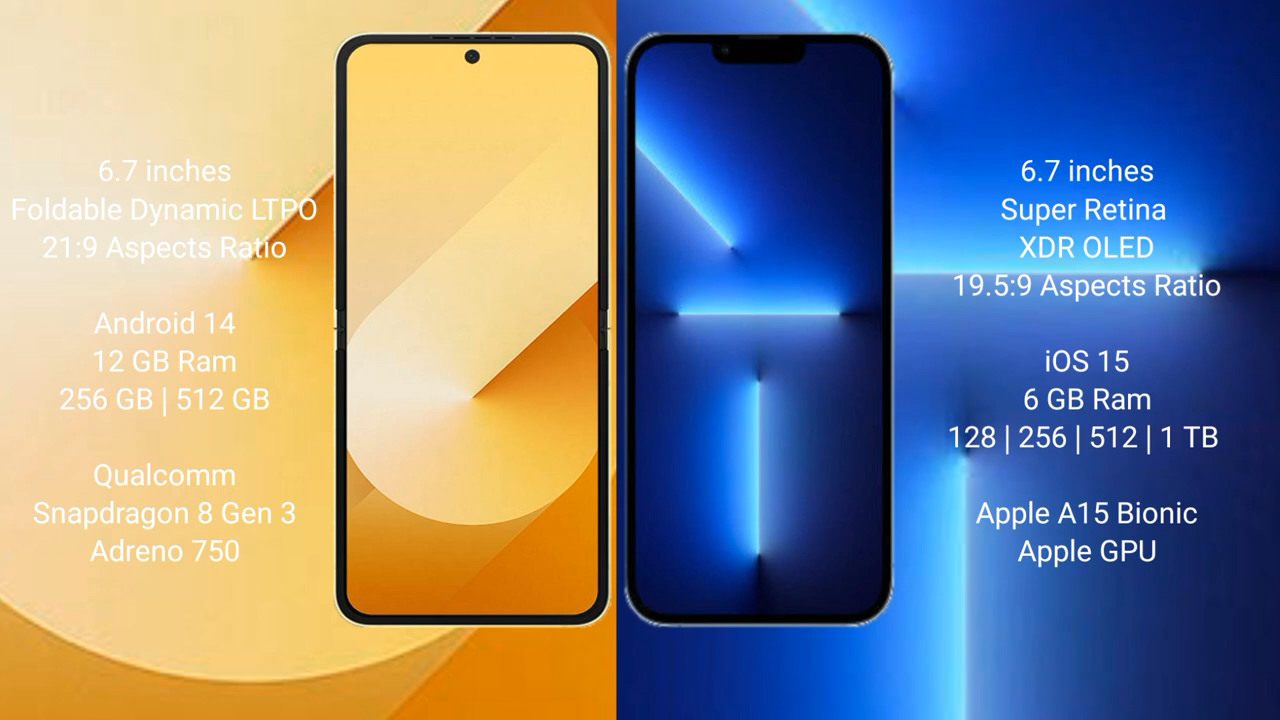 6.7 inches
Foldable Dynamic LTPO
21:9 Aspects Ratio
Android 14
12 GB Ram
256 GB | 512 GB
Qualcomm
Snapdragon 8 Gen 3
Adreno 750
6.7 inches
Super Retina
XDR OLED
19.5:9 Aspects Ratio
iOS 15
6 GB Ram
128 | 256 | 512 | 1 TB
Apple A15 Bionic
Apple GPU